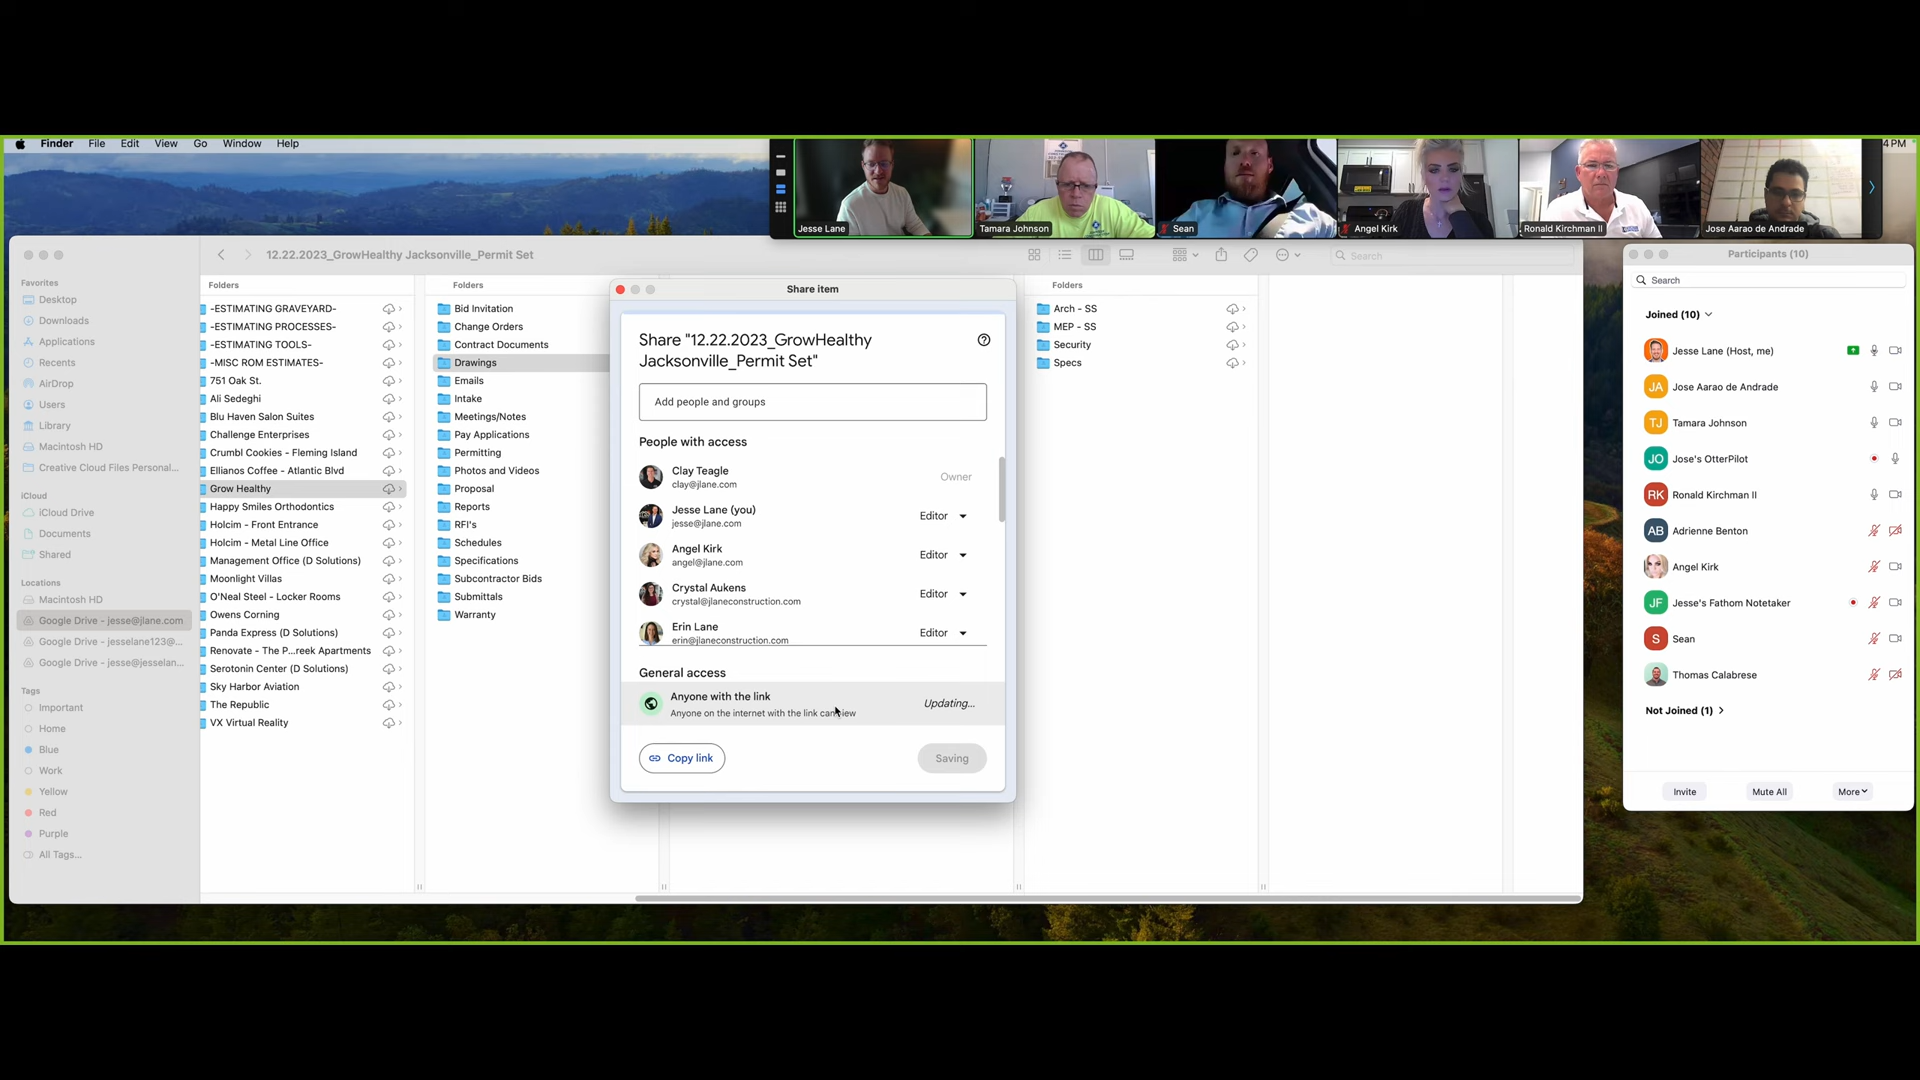 Finder File Edit View Go Window Help
4 PM
Jesse Lane
Tamara Johnson
Sean
Angel Kirk
Ronald Kirchman II
Jose Aarao de Andrade
12.22.2023_GrowHealthy Jacksonville_Permit Set
Search
Favorites
Desktop
Downloads
Applications
Recents
AirDrop
Users
Library
Macintosh HD
Creative Cloud Files Personal...
iCloud
iCloud Drive
Documents
Shared
Locations
Macintosh HD
Google Drive - jesse@jlane.com
Google Drive - jesselane123@...
Google Drive - jesse@jesselan...
Tags
Important
Home
Blue
Work
Yellow
Red
Purple
All Tags...
Folders
-ESTIMATING GRAVEYARD-
-ESTIMATING PROCESSES-
-ESTIMATING TOOLS-
-MISC ROM ESTIMATES-
751 Oak St.
Ali Sedeghi
Blu Haven Salon Suites
Challenge Enterprises
Crumbl Cookies - Fleming Island
Ellianos Coffee - Atlantic Blvd
Grow Healthy
Happy Smiles Orthodontics
Holcim - Front Entrance
Holcim - Metal Line Office
Management Office (D Solutions)
Moonlight Villas
O'Neal Steel - Locker Rooms
Owens Corning
Panda Express (D Solutions)
Renovate - The P...reek Apartments
Serotonin Center (D Solutions)
Sky Harbor Aviation
The Republic
VX Virtual Reality
Folders
Bid Invitation
Change Orders
Contract Documents
Drawings
Emails
Intake
Meetings/Notes
Pay Applications
Permitting
Photos and Videos
Proposal
Reports
RFI's
Schedules
Specifications
Subcontractor Bids
Submittals
Warranty
Share item
Share "12.22.2023_GrowHealthy
Jacksonville_Permit Set"
Add people and groups
People with access
Clay Teagle
clay@jlane.com
Owner
Jesse Lane (you)
jesse@jlane.com
Editor
Angel Kirk
angel@jlane.com
Editor
Crystal Aukens
crystal@jlaneconstruction.com
Editor
Erin Lane
erin@jlaneconstruction.com
Editor
General access
Anyone with the link
Anyone on the internet with the link can view
Updating...
Copy link
Saving
Folders
Arch - SS
MEP - SS
Security
Specs
Participants (10)
Search
Joined (10)
Jesse Lane (Host, me)
JA Jose Aarao de Andrade
TJ Tamara Johnson
JO Jose's OtterPilot
RK Ronald Kirchman II
AB Adrienne Benton
Angel Kirk
JF Jesse's Fathom Notetaker
S Sean
Thomas Calabrese
Not Joined (1)
Invite
Mute All
More